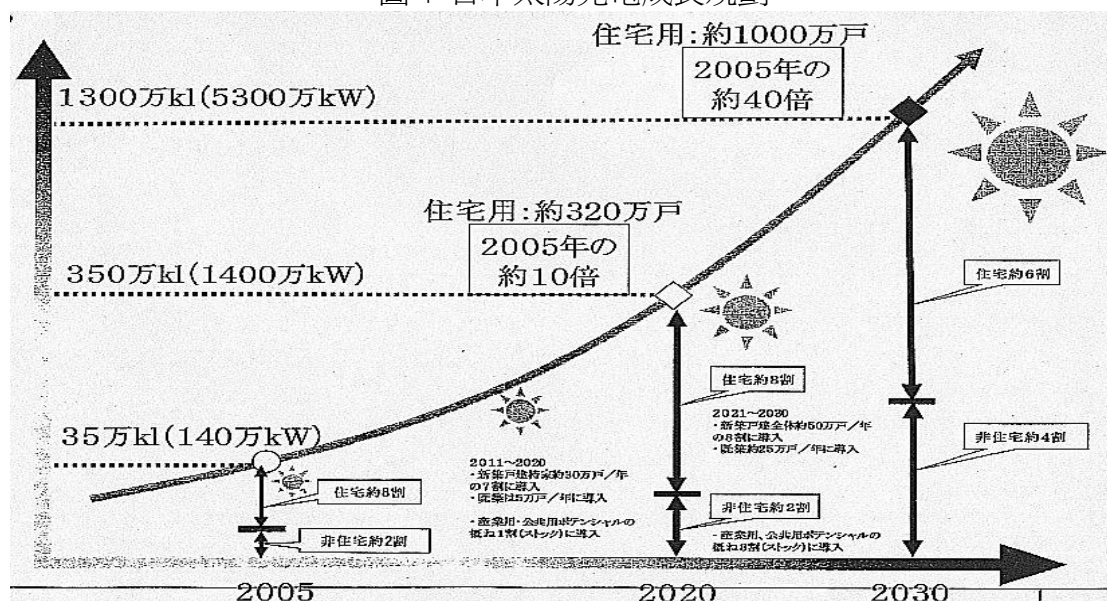 住宅用:約1000万戸
2005年の
約40倍
1300万kl(5300万kW)
住宅用:約320万戸
2005年の
約10倍
350万kl(1400万kW)
住宅約6割
住宅約8割
35万kl(140万kW)
2021～2030
・新築戸建全体約50万戸/年
の8割に導入
・既築約25万戸/年に導入
非住宅約4割
2011～2020
・新築戸建持家約30万戸/年
の7割に導入
・既築は5万戸/年に導入
住宅約8割
非住宅約2割
・産業用・公共用ポテンシャルの
概ね1割(ストック)に導入
・産業用、公共用ポテンシャルの
概ね3割(ストック)に導入
非住宅約2割
2005
2020
2030